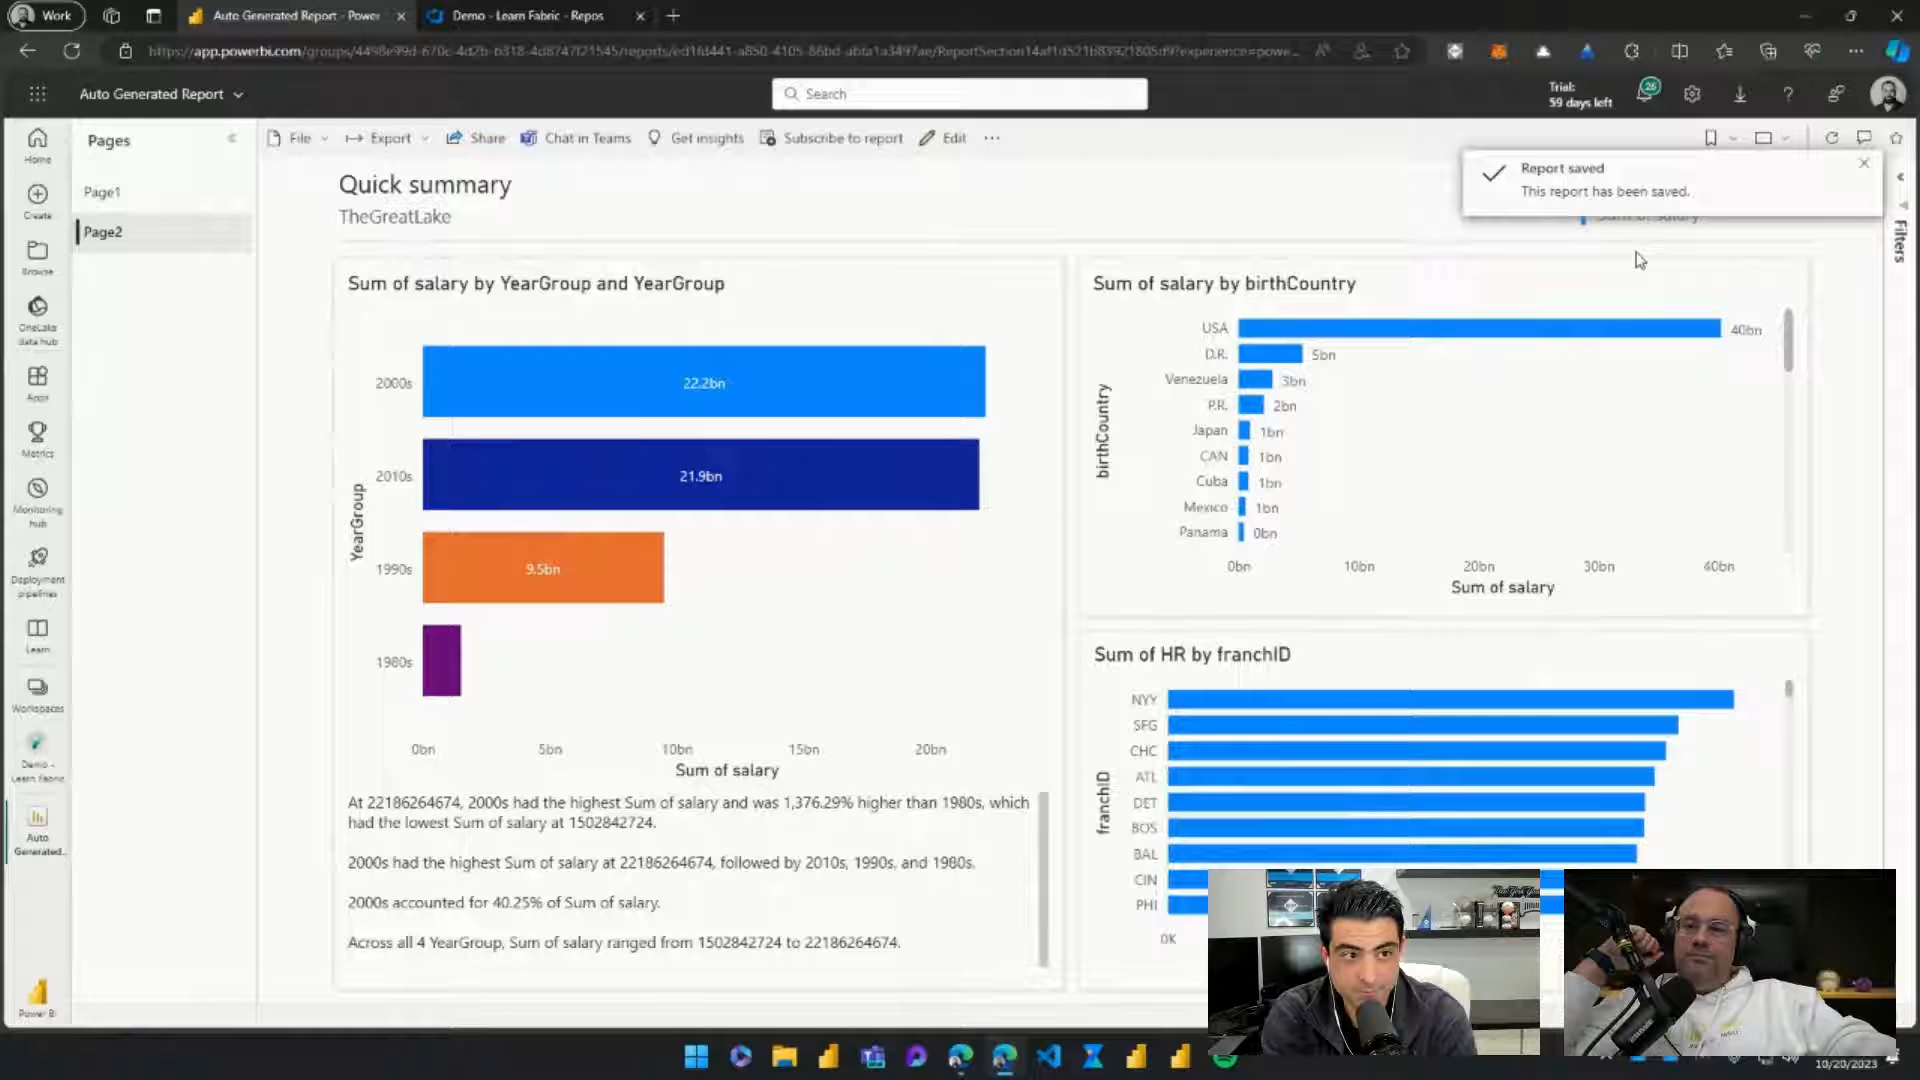 Work
Auto Generated Report - Power
Demo - Learn Fabric - Repos
Auto Generated Report
Search
Trial:
59 days left
26
Home
Create
Browse
OneLake
data hub
Apps
Metrics
Monitoring
hub
Deployment
pipelines
Learn
Workspaces
Demo -
Learn Fabric
Auto
Generated...
Power BI
Pages
Page1
Page2
File
Export
Share
Chat in Teams
Get insights
Subscribe to report
Edit
Report saved
This report has been saved.
Sum of salary
Filters
Quick summary
TheGreatLake
Sum of salary by YearGroup and YearGroup
YearGroup
2000s
22.2bn
2010s
21.9bn
1990s
9.5bn
1980s
0bn
5bn
10bn
15bn
20bn
Sum of salary
At 22186264674, 2000s had the highest Sum of salary and was 1,376.29% higher than 1980s, which
had the lowest Sum of salary at 1502842724.
2000s had the highest Sum of salary at 22186264674, followed by 2010s, 1990s, and 1980s.
2000s accounted for 40.25% of Sum of salary.
Across all 4 YearGroup, Sum of salary ranged from 1502842724 to 22186264674.
Sum of salary by birthCountry
birthCountry
USA
40bn
D.R.
5bn
Venezuela
3bn
P.R.
2bn
Japan
1bn
CAN
1bn
Cuba
1bn
Mexico
1bn
Panama
0bn
0bn
10bn
20bn
30bn
40bn
Sum of salary
Sum of HR by franchID
franchID
NYY
SFG
CHC
ATL
DET
BOS
BAL
CIN
PHI
0K
10/20/2023